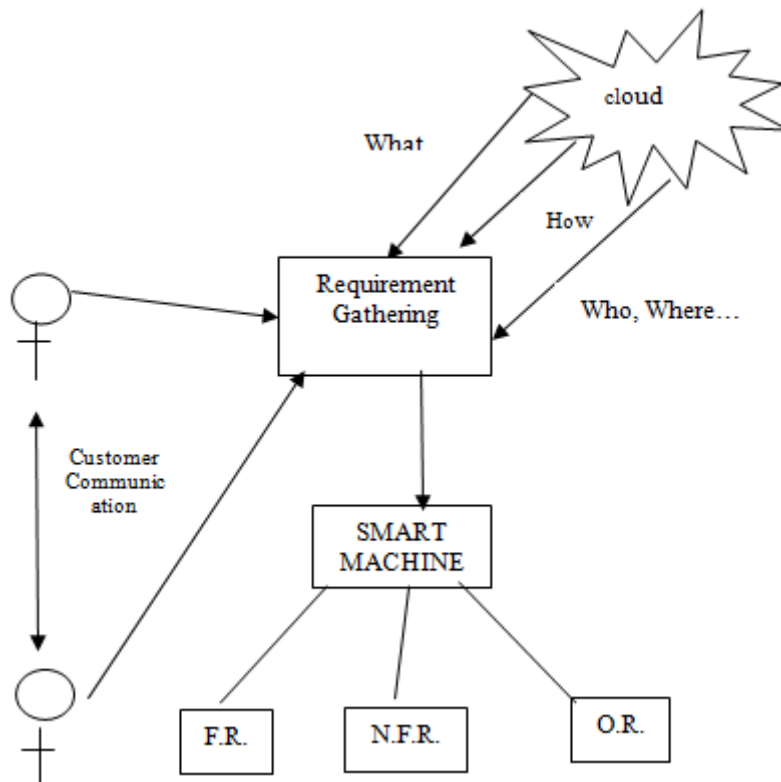 cloud
What
How
Requirement
Gathering
Who, Where...
Customer
Communic
ation
SMART
MACHINE
F.R.
N.F.R.
O.R.